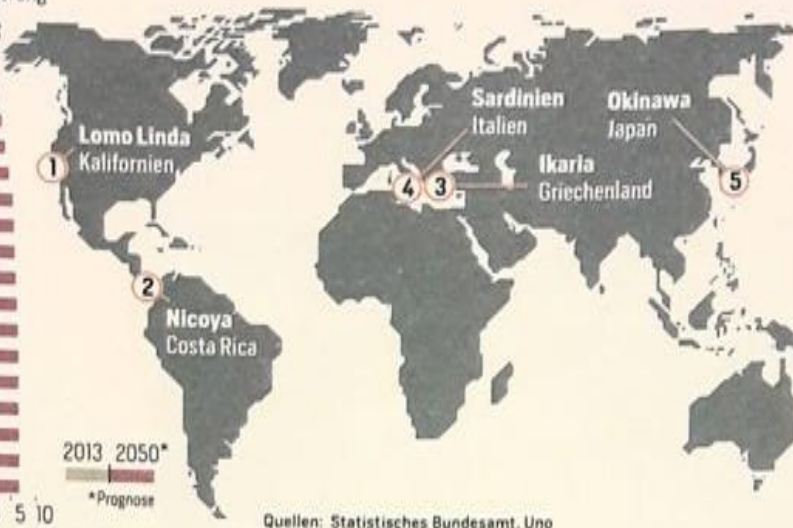 Sardinien
Italien
Okinawa
Japan
Lomo Linda
Kalifornien
Ikaria
Griechenland
1
4
3
5
2
Nicoya
Costa Rica
2013 2050*
*Prognose
5 10
Quellen: Statistisches Bundesamt, Uno